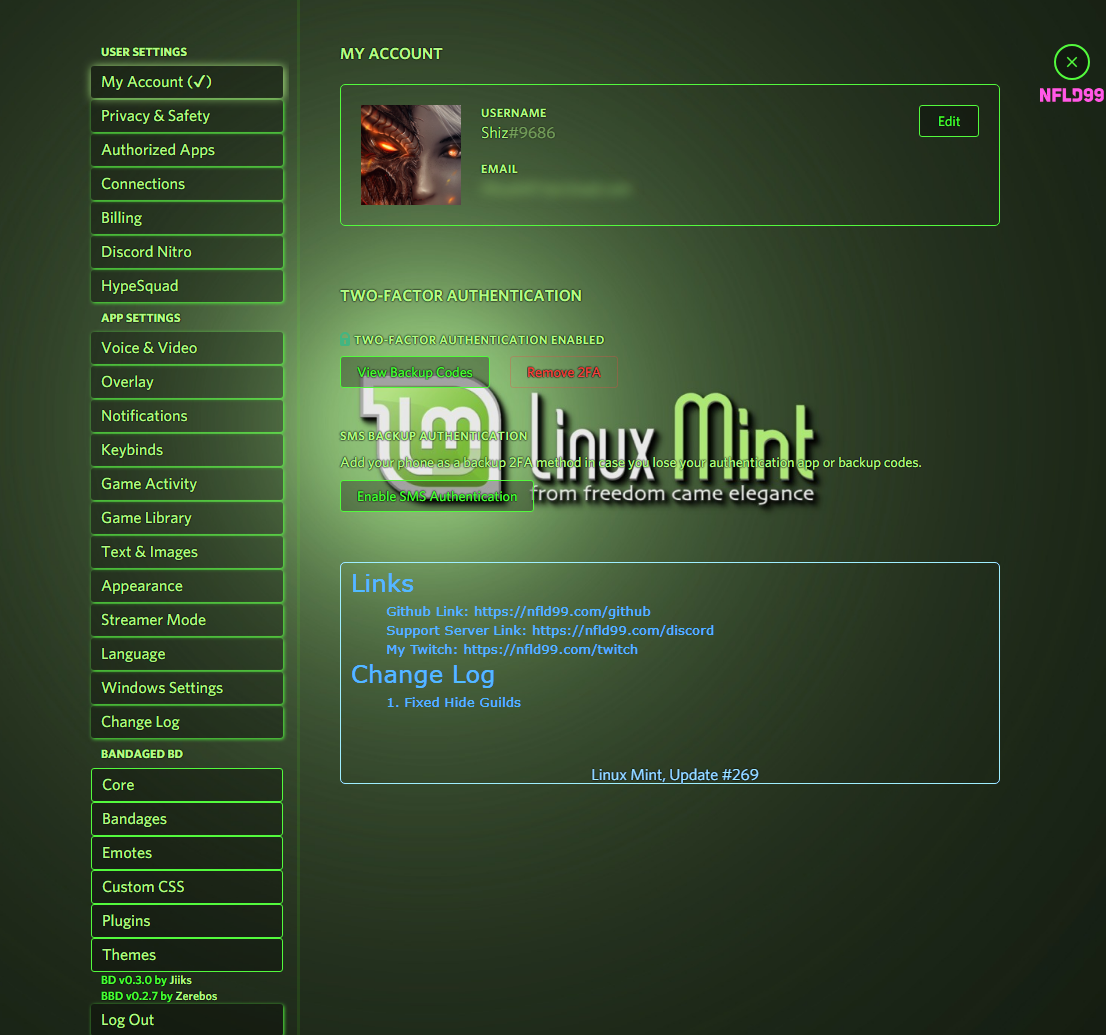 USER SETTINGS
My Account (✓)
Privacy & Safety
Authorized Apps
Connections
Billing
Discord Nitro
HypeSquad
APP SETTINGS
Voice & Video
Overlay
Notifications
Keybinds
Game Activity
Game Library
Text & Images
Appearance
Streamer Mode
Language
Windows Settings
Change Log
BANDAGED BD
Core
Bandages
Emotes
Custom CSS
Plugins
Themes
BD v0.3.0 by Jiiks
BBD v0.2.7 by Zerebos
Log Out
MY ACCOUNT
USERNAME
Shiz#9686
Edit
EMAIL
NFLD99
TWO-FACTOR AUTHENTICATION
TWO-FACTOR AUTHENTICATION ENABLED
View Backup Codes
Remove 2FA
lm Linux Mint
from freedom came elegance
SMS BACKUP AUTHENTICATION
Add your phone as a backup 2FA method in case you lose your authentication app or backup codes.
Enable SMS Authentication
Links
Github Link: https://nfld99.com/github
Support Server Link: https://nfld99.com/discord
My Twitch: https://nfld99.com/twitch
Change Log
1. Fixed Hide Guilds
Linux Mint, Update #269